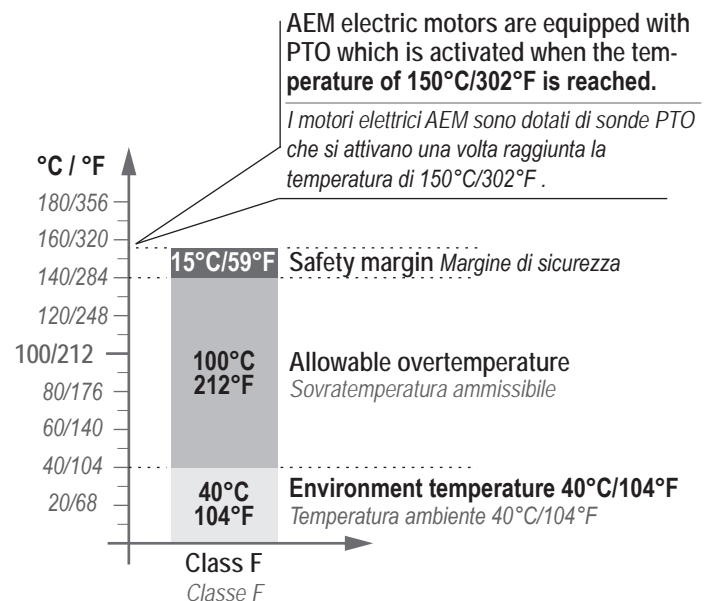 AEM electric motors are equipped with
PTO which is activated when the tem-
perature of 150°C/302°F is reached.
I motori elettrici AEM sono dotati di sonde PTO
che si attivano una volta raggiunta la
temperatura di 150°C/302°F .
°C / °F
180/356
160/320
15°C/59°F Safety margin Margine di sicurezza
140/284
120/248
100/212
100°C Allowable overtemperature
212°F Sovratemperatura ammissibile
80/176
60/140
40/104
40°C Environment temperature 40°C/104°F
20/68
104°F Temperatura ambiente 40°C/104°F
Class F
Classe F